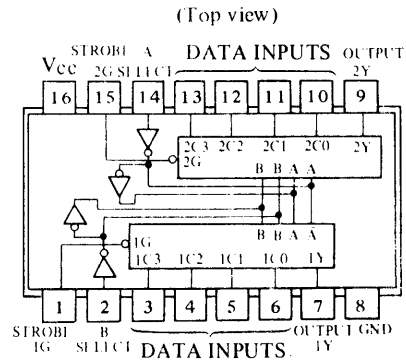 (Top view)
STROBI A DATA INPUTS OUTPUT
Vcc 2G SELECT 2Y
16 15 14 13 12 11 10 9
2C3 2C2 2C1 2C0 2Y
2G B B A A
1G B B A A
1C3 1C2 1C1 1C0 1Y
1 2 3 4 5 6 7 8
STROBI B OUTPUT GND
1G SELECT DATA INPUTS 1Y